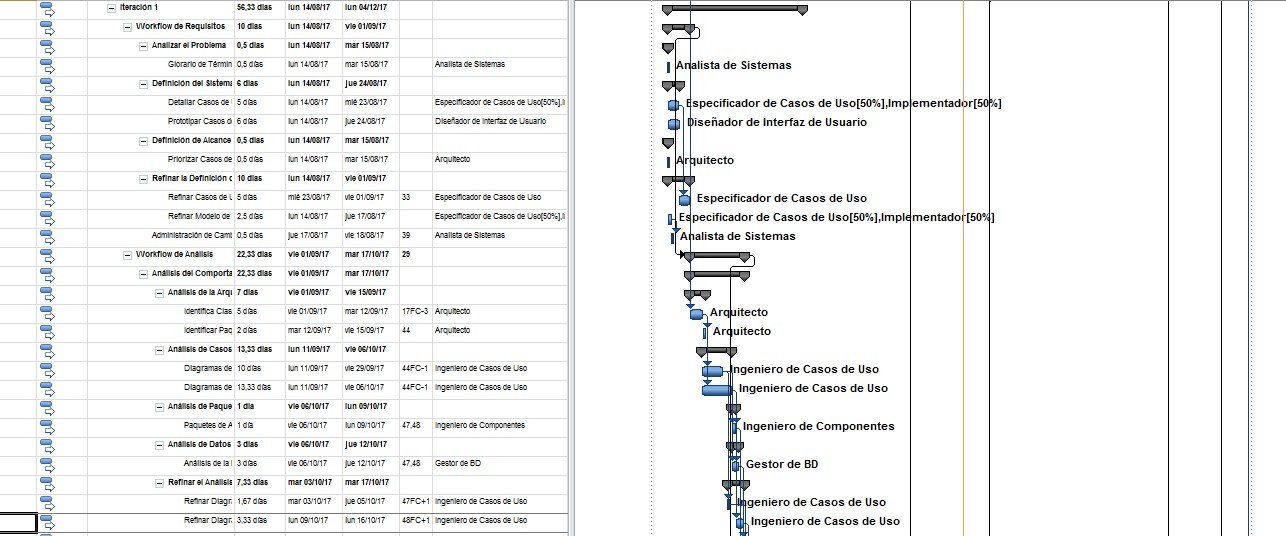 Iteración 1 56,33 días lun 14/08/17 lun 04/12/17
Workflow de Requisitos 10 días lun 14/08/17 vie 01/09/17
Analizar el Problema 0,5 días lun 14/08/17 mar 15/08/17
Glorario de Términ 0,5 días lun 14/08/17 mar 15/08/17 Analista de Sistemas Analista de Sistemas
Definición del Sistema 6 días lun 14/08/17 jue 24/08/17
Detallar Casos de 5 días lun 14/08/17 mié 23/08/17 Especificador de Casos de Uso[50%] Especificador de Casos de Uso[50%],Implementador[50%]
Prototipar Casos de 6 días lun 14/08/17 jue 24/08/17 Diseñador de Interfaz de Usuario Diseñador de Interfaz de Usuario
Definición de Alcance 0,5 días lun 14/08/17 mar 15/08/17
Priorizar Casos de 0,5 días lun 14/08/17 mar 15/08/17 Arquitecto Arquitecto
Refinar la Definición 10 días lun 14/08/17 vie 01/09/17
Refinar Casos de 5 días mié 23/08/17 vie 01/09/17 33 Especificador de Casos de Uso Especificador de Casos de Uso
Refinar Modelo de 2,5 días lun 14/08/17 jue 17/08/17 Especificador de Casos de Uso[50%] Especificador de Casos de Uso[50%],Implementador[50%]
Administración de Camb 0,5 días jue 17/08/17 vie 18/08/17 39 Analista de Sistemas Analista de Sistemas
Workflow de Análisis 22,33 días vie 01/09/17 mar 17/10/17 29
Análisis del Comporta 22,33 días vie 01/09/17 mar 17/10/17
Análisis de la Arqu 7 días vie 01/09/17 vie 15/09/17
Identifica Clas 5 días vie 01/09/17 mar 12/09/17 17FC-3 Arquitecto Arquitecto
Identificar Paq 2 días mar 12/09/17 vie 15/09/17 44 Arquitecto Arquitecto
Análisis de Casos 13,33 días lun 11/09/17 vie 06/10/17
Diagramas de 10 días lun 11/09/17 vie 29/09/17 44FC-1 Ingeniero de Casos de Uso Ingeniero de Casos de Uso
Diagramas de 13,33 días lun 11/09/17 vie 06/10/17 44FC-1 Ingeniero de Casos de Uso Ingeniero de Casos de Uso
Análisis de Paque 1 día vie 06/10/17 lun 09/10/17
Paquetes de A 1 día vie 06/10/17 lun 09/10/17 47,48 Ingeniero de Componentes Ingeniero de Componentes
Análisis de Datos 3 días vie 06/10/17 jue 12/10/17
Análisis de la 3 días vie 06/10/17 jue 12/10/17 47,48 Gestor de BD Gestor de BD
Refinar el Análisis 7,33 días mar 03/10/17 mar 17/10/17
Refinar Diagr 1,67 días mar 03/10/17 jue 05/10/17 47FC+1 Ingeniero de Casos de Uso Ingeniero de Casos de Uso
Refinar Diagr 3,33 días lun 09/10/17 lun 16/10/17 48FC+1 Ingeniero de Casos de Uso Ingeniero de Casos de Uso